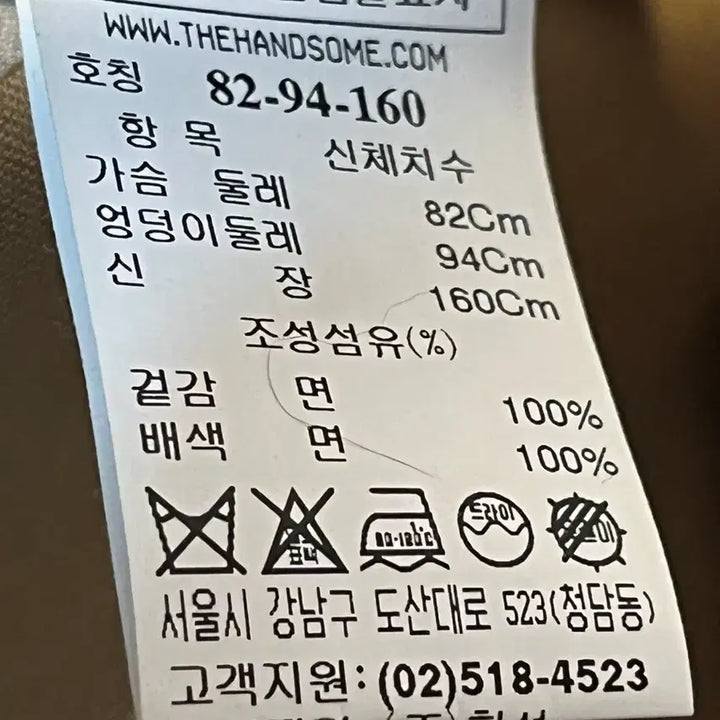 WWW.THEHANDSOME.COM
호칭 82-94-160
항 목 신체치수
가슴 둘레 82Cm
엉덩이둘레 94Cm
신 장 160Cm
조성섬유(%)
겉감 면 100%
배색 면 100%
80-120℃ 드라이
서울시 강남구 도산대로 523(청담동)
고객지원: (02)518-4523